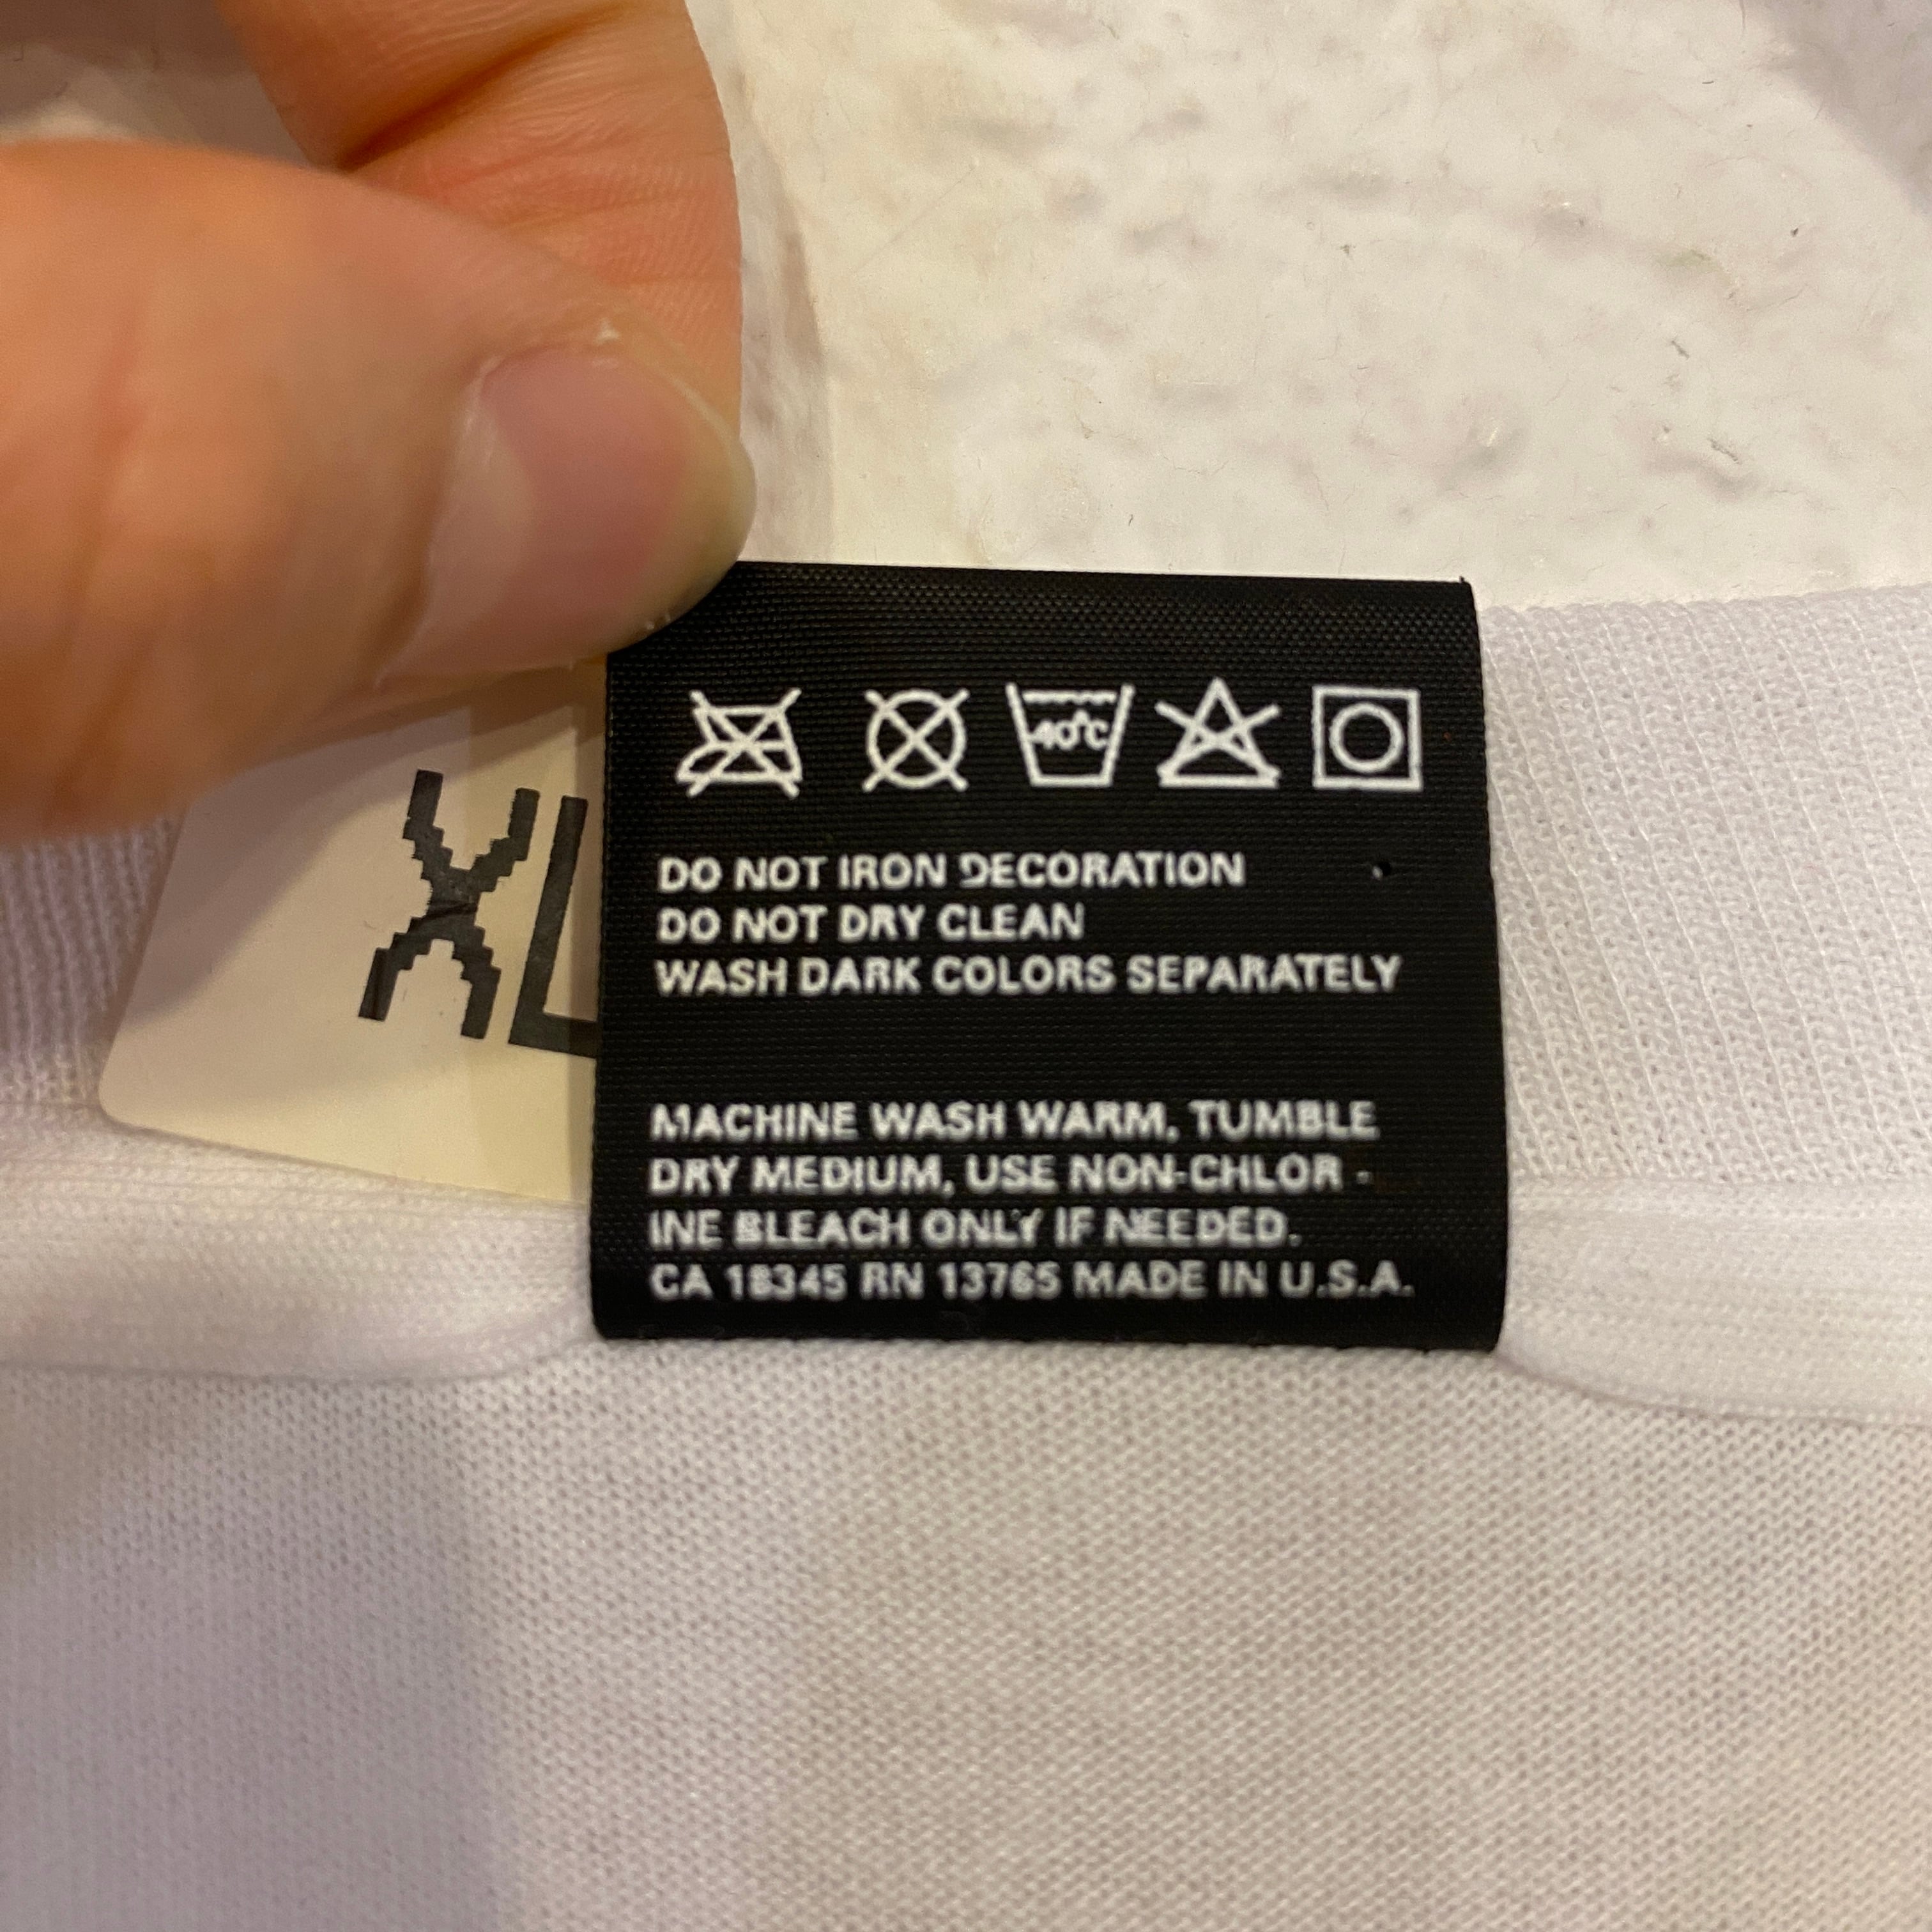 40°C
DO NOT IRON DECORATION
DO NOT DRY CLEAN
WASH DARK COLORS SEPARATELY
XL
MACHINE WASH WARM, TUMBLE
DRY MEDIUM, USE NON-CHLOR -
INE BLEACH ONLY IF NEEDED.
CA 18345 RN 13765 MADE IN U.S.A.